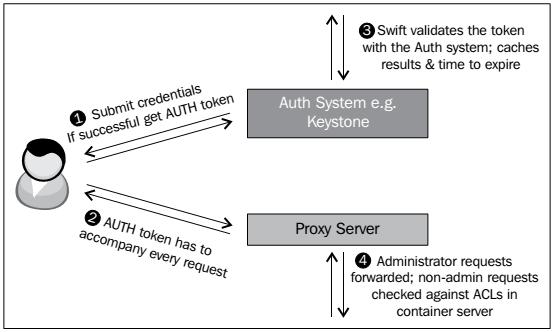 ❸ Swift validates the token
with the Auth system; caches
results & time to expire
❶ Submit credentials
If successful get AUTH token
Auth System e.g.
Keystone
❷ AUTH token has to
accompany every request
Proxy Server
❹ Administrator requests
forwarded; non-admin requests
checked against ACLs in
container server